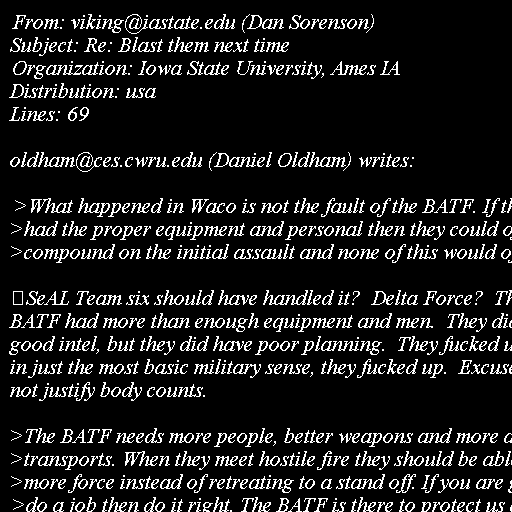 From: viking@iastate.edu (Dan Sorenson)
Subject: Re: Blast them next time
Organization: Iowa State University, Ames IA
Distribution: usa
Lines: 69

oldham@ces.cwru.edu (Daniel Oldham) writes:

>What happened in Waco is not the fault of the BATF. If
>had the proper equipment and personal then they could
>compound on the initial assault and none of this would

SeAL Team six should have handled it?  Delta Force?
BATF had more than enough equipment and men.  They
good intel, but they did have poor planning.  They fucked
in just the most basic military sense, they fucked up.
not justify body counts.

>The BATF needs more people, better weapons and more
>transports. When they meet hostile fire they should be
>more force instead of retreating to a stand off. If you are
>do a job then do it right. The BATF is there to protect us